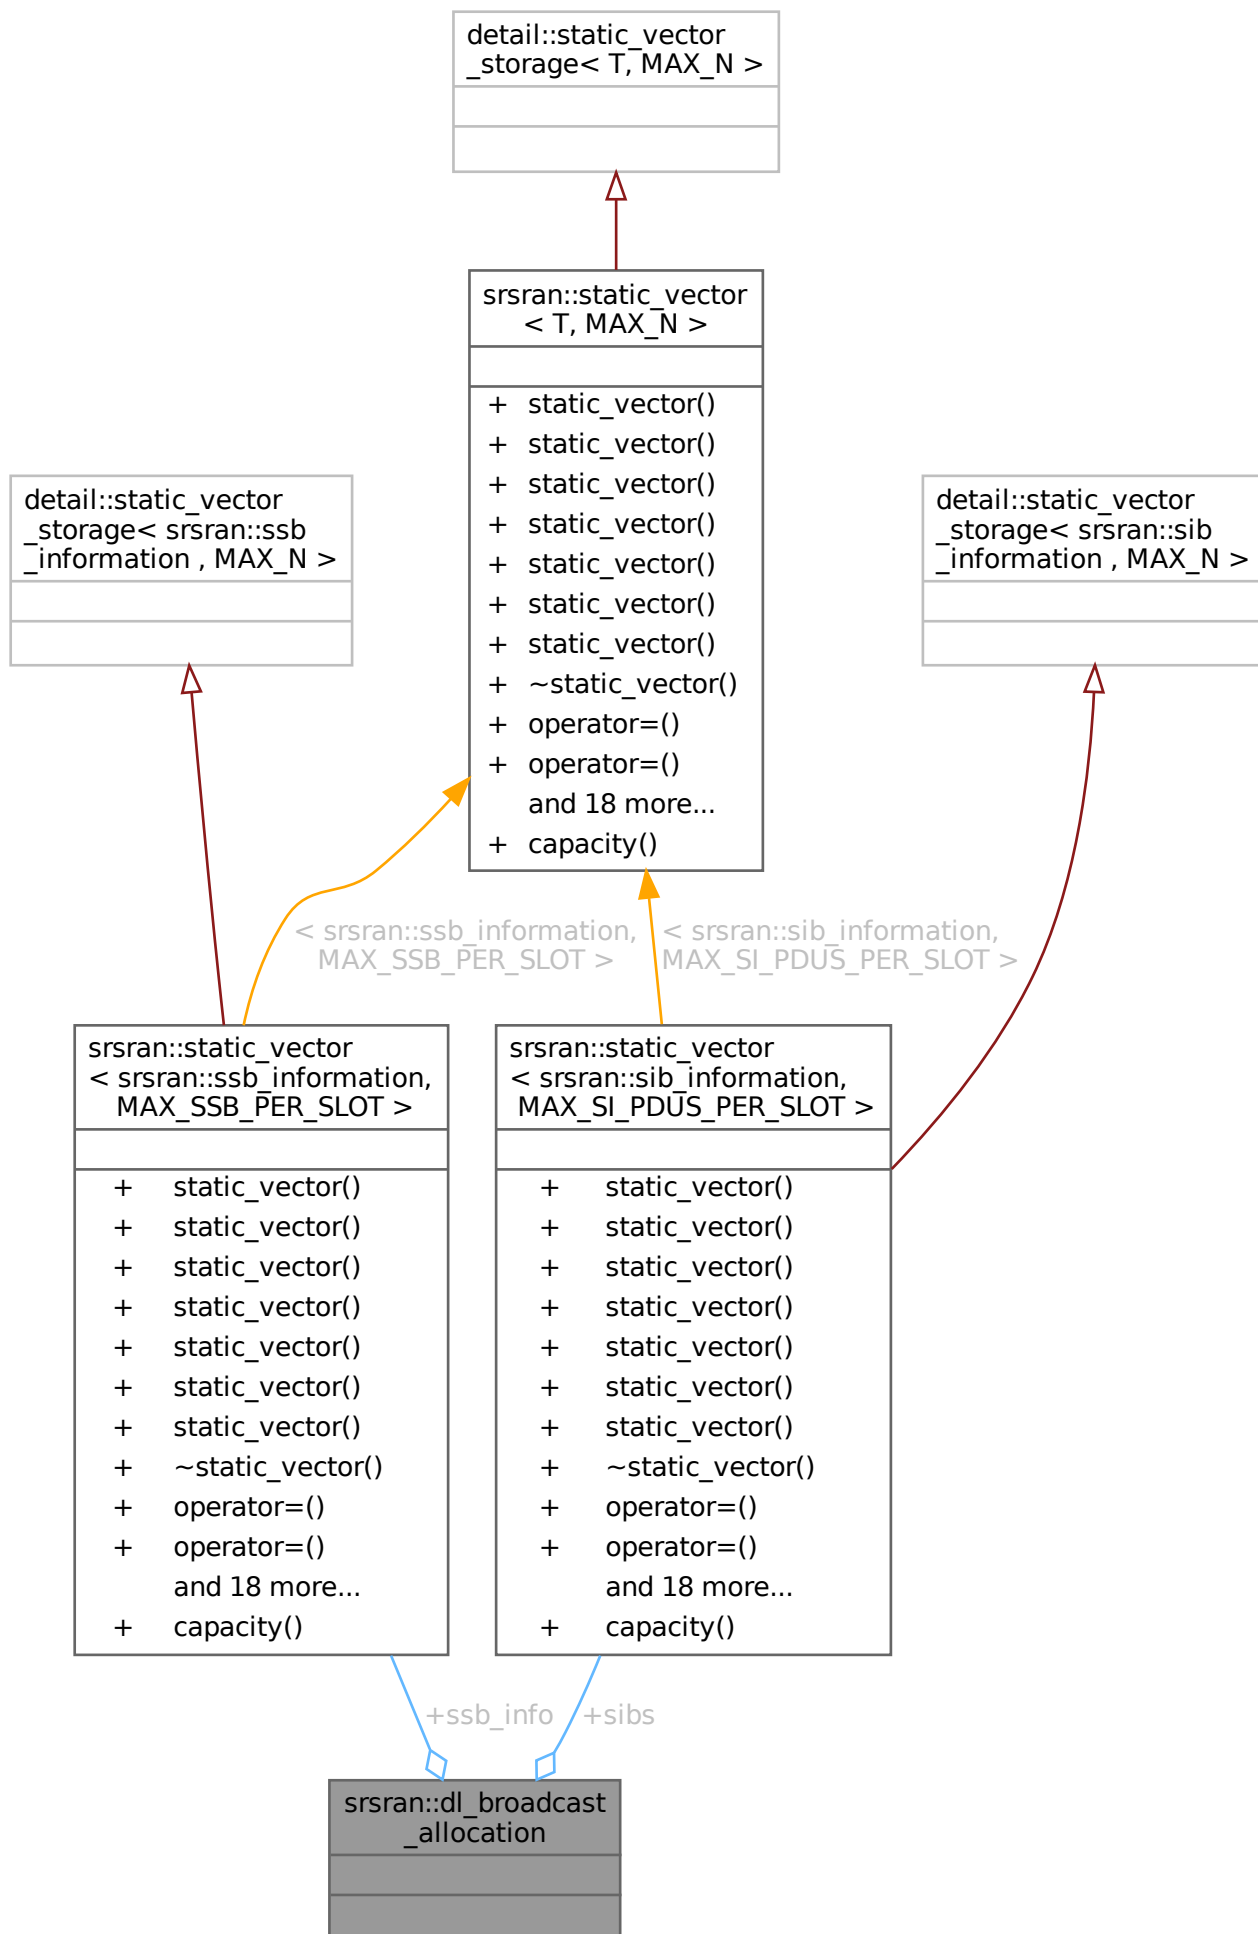 detail::static_vector
_storage< T, MAX_N >
srsran::static_vector
< T, MAX_N >
+ static_vector()
+ static_vector()
+ static_vector()
+ static_vector()
+ static_vector()
+ static_vector()
+ static_vector()
+ ~static_vector()
+ operator=()
+ operator=()
and 18 more...
+ capacity()
detail::static_vector
_storage< srsran::ssb
_information , MAX_N >
detail::static_vector
_storage< srsran::sib
_information , MAX_N >
< srsran::ssb_information,
MAX_SSB_PER_SLOT >
< srsran::sib_information,
MAX_SI_PDUS_PER_SLOT >
srsran::static_vector
< srsran::ssb_information,
MAX_SSB_PER_SLOT >
+ static_vector()
+ static_vector()
+ static_vector()
+ static_vector()
+ static_vector()
+ static_vector()
+ static_vector()
+ ~static_vector()
+ operator=()
+ operator=()
and 18 more...
+ capacity()
srsran::static_vector
< srsran::sib_information,
MAX_SI_PDUS_PER_SLOT >
+ static_vector()
+ static_vector()
+ static_vector()
+ static_vector()
+ static_vector()
+ static_vector()
+ static_vector()
+ ~static_vector()
+ operator=()
+ operator=()
and 18 more...
+ capacity()
+ssb_info
+sibs
srsran::dl_broadcast
_allocation